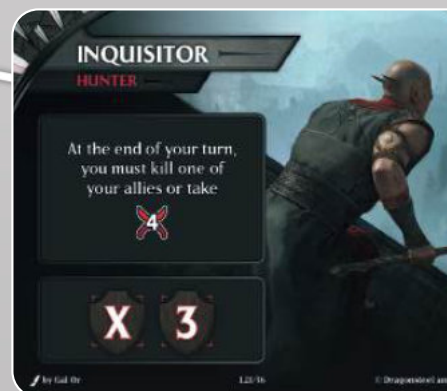 INQUISITOR
HUNTER
At the end of your turn,
you must kill one of
your allies or take
4
X 3
by Gal Or
© Dragonsteel